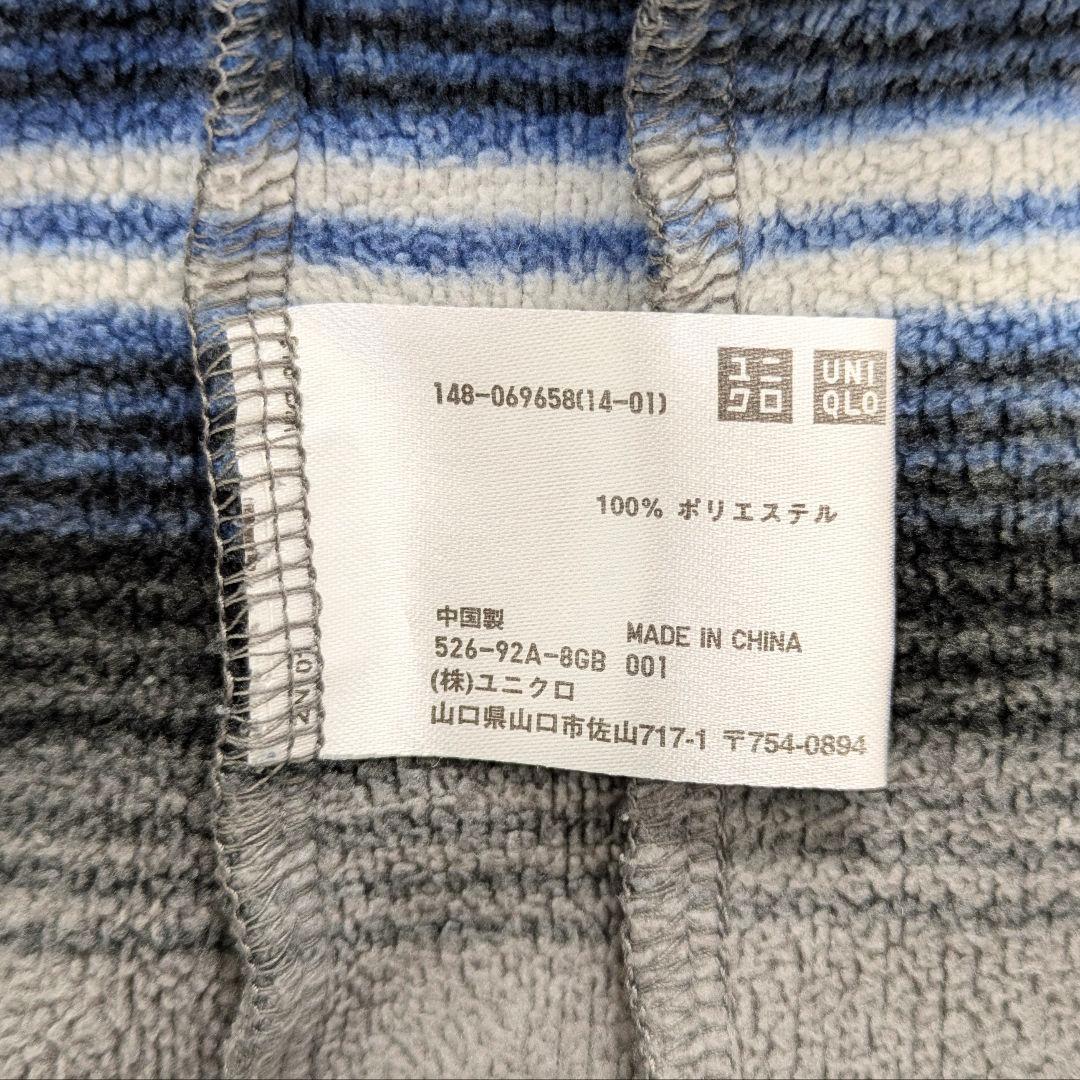 148-069658(14-01)
ユニ
クロ
UNI
QLO
100% ポリエステル
中国製
MADE IN CHINA
526-92A-8GB 001
(株)ユニクロ
山口県山口市佐山717-1 〒754-0894